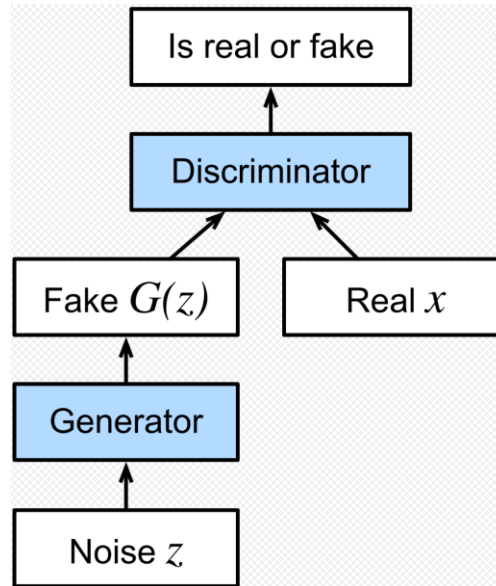 Is real or fake
Discriminator
Fake G(z)
Real x
Generator
Noise z